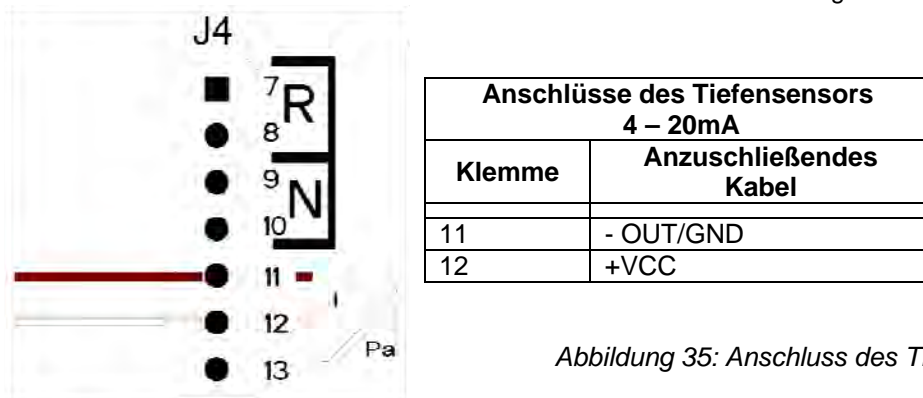 J4
7
R
8
9
N
10
11
12
13
Pa
Anschlüsse des Tiefensensors
4 – 20mA
Klemme
Anzuschließendes
Kabel
11
- OUT/GND
12
+VCC
Abbildung 35: Anschluss des